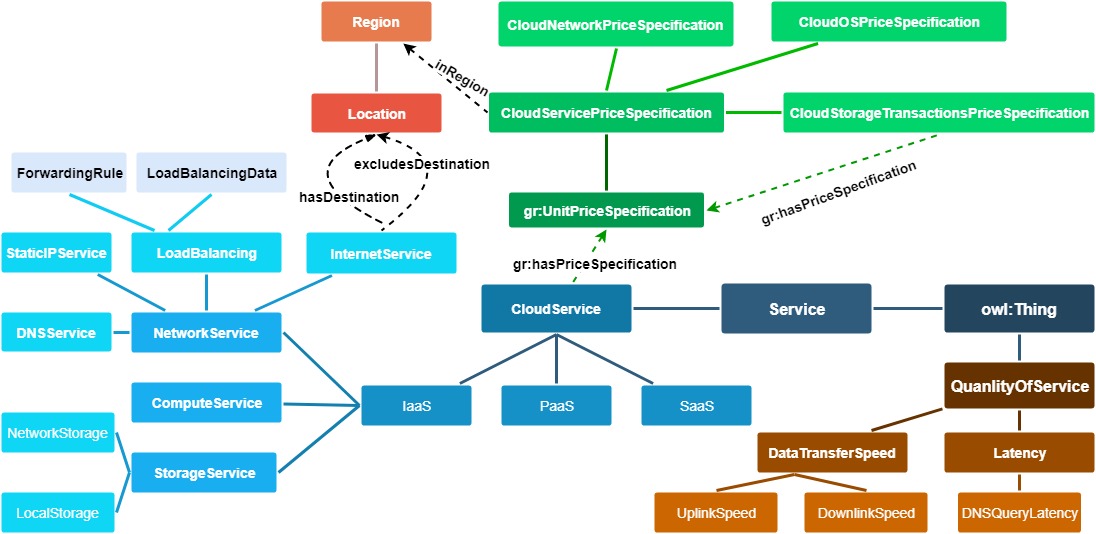 Region
CloudNetworkPriceSpecification
CloudOSPriceSpecification
inRegion
Location
CloudServicePriceSpecification
CloudStorageTransactionsPriceSpecification
excludesDestination
hasDestination
ForwardingRule
LoadBalancingData
gr:hasPriceSpecification
gr:UnitPriceSpecification
StaticIPService
LoadBalancing
InternetService
gr:hasPriceSpecification
CloudService
Service
owl:Thing
DNSService
NetworkService
QuanlityOfService
ComputeService
IaaS
PaaS
SaaS
NetworkStorage
DataTransferSpeed
Latency
StorageService
LocalStorage
UplinkSpeed
DownlinkSpeed
DNSQueryLatency